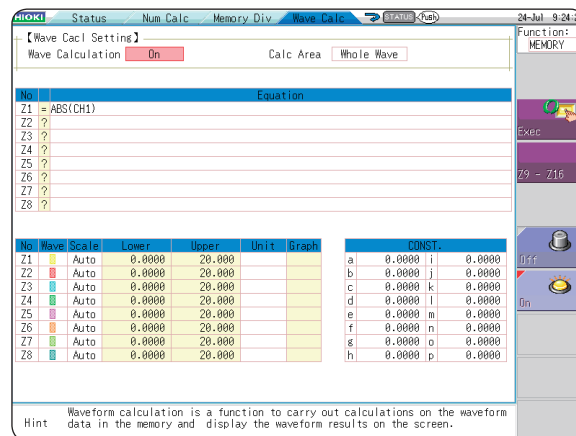 HIOKI Status Num Calc Memory Div Wave Calc STATUS Push 24-Jul 9:24:
【Wave Cacl Setting】 Function:
MEMORY
Wave Calculation On Calc Area Whole Wave
No Equation
Z1 = ABS(CH1)
Z2 ?
Z3 ?
Exec
Z4 ?
Z5 ?
Z6 ?
Z9 - Z16
Z7 ?
Z8 ?
No Wave Scale Lower Upper Unit Graph CONST.
Z1 Auto 0.0000 20.000 a 0.0000 i 0.0000
Off
Z2 Auto 0.0000 20.000 b 0.0000 j 0.0000
Z3 Auto 0.0000 20.000 c 0.0000 k 0.0000
Z4 Auto 0.0000 20.000 d 0.0000 l 0.0000
On
Z5 Auto 0.0000 20.000 e 0.0000 m 0.0000
Z6 Auto 0.0000 20.000 f 0.0000 n 0.0000
Z7 Auto 0.0000 20.000 g 0.0000 o 0.0000
Z8 Auto 0.0000 20.000 h 0.0000 p 0.0000
Hint Waveform calculation is a function to carry out calculations on the waveform
data in the memory and display the waveform results on the screen.